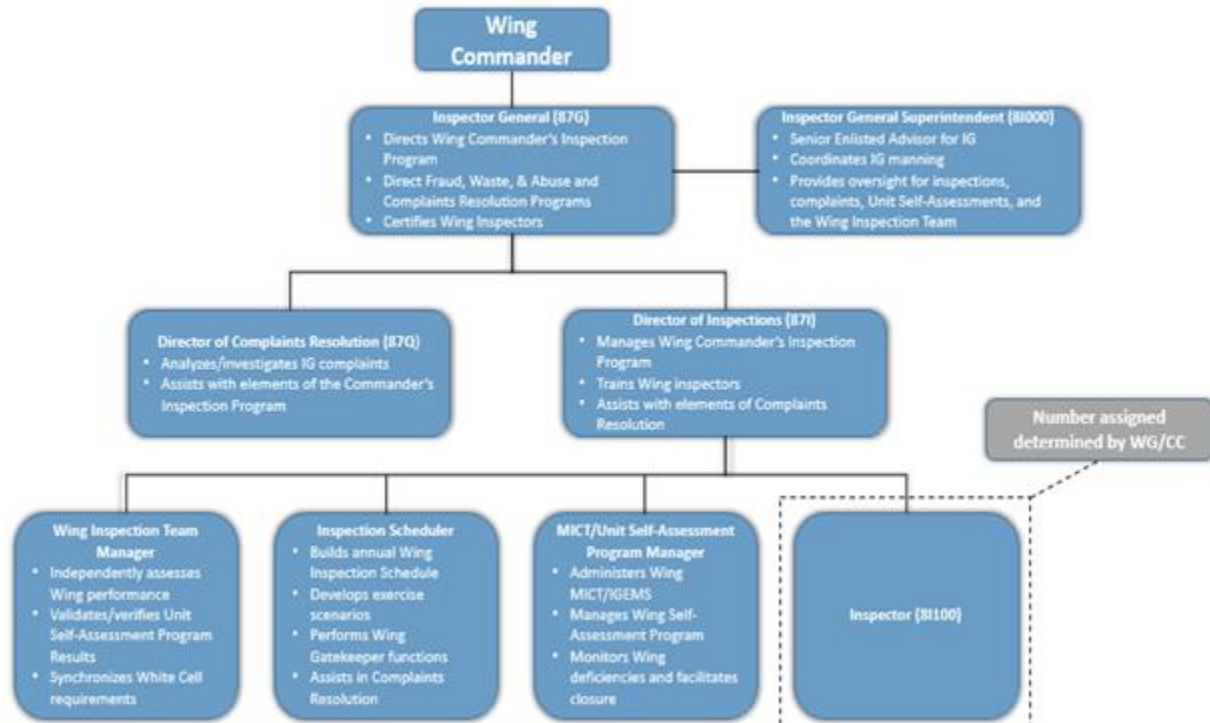 Wing
Commander
Inspector General (87G)
• Directs Wing Commander's Inspection
Program
• Direct Fraud, Waste, & Abuse and
Complaints Resolution Programs
• Certifies Wing Inspectors
Inspector General Superintendent (8I000)
• Senior Enlisted Advisor for IG
• Coordinates IG manning
• Provides oversight for inspections,
complaints, Unit Self-Assessments, and
the Wing Inspection Team
Director of Complaints Resolution (87Q)
• Analyzes/investigates IG complaints
• Assists with elements of the Commander's
Inspection Program
Director of Inspections (87I)
• Manages Wing Commander's Inspection
Program
• Trains Wing inspectors
• Assists with elements of Complaints
Resolution
Number assigned
determined by WG/CC
Wing Inspection Team
Manager
• Independently assesses
Wing performance
• Validates/verifies Unit
Self-Assessment Program
Results
• Synchronizes White Cell
requirements
Inspection Scheduler
• Builds annual Wing
Inspection Schedule
• Develops exercise
scenarios
• Performs Wing
Gatekeeper functions
• Assists in Complaints
Resolution
MICT/Unit Self-Assessment
Program Manager
• Administers Wing
MICT/IGEMS
• Manages Wing Self-
Assessment Program
• Monitors Wing
deficiencies and facilitates
closure
Inspector (8I100)